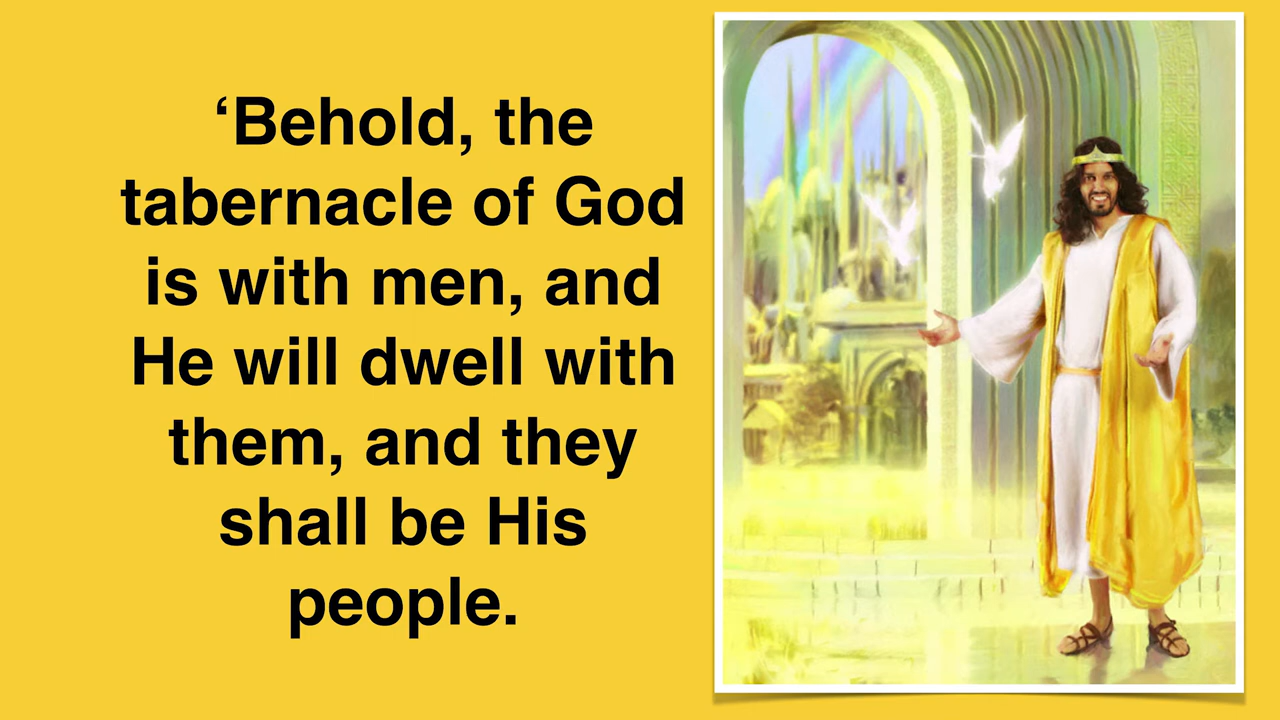 ‘Behold, the
tabernacle of God
is with men, and
He will dwell with
them, and they
shall be His
people.